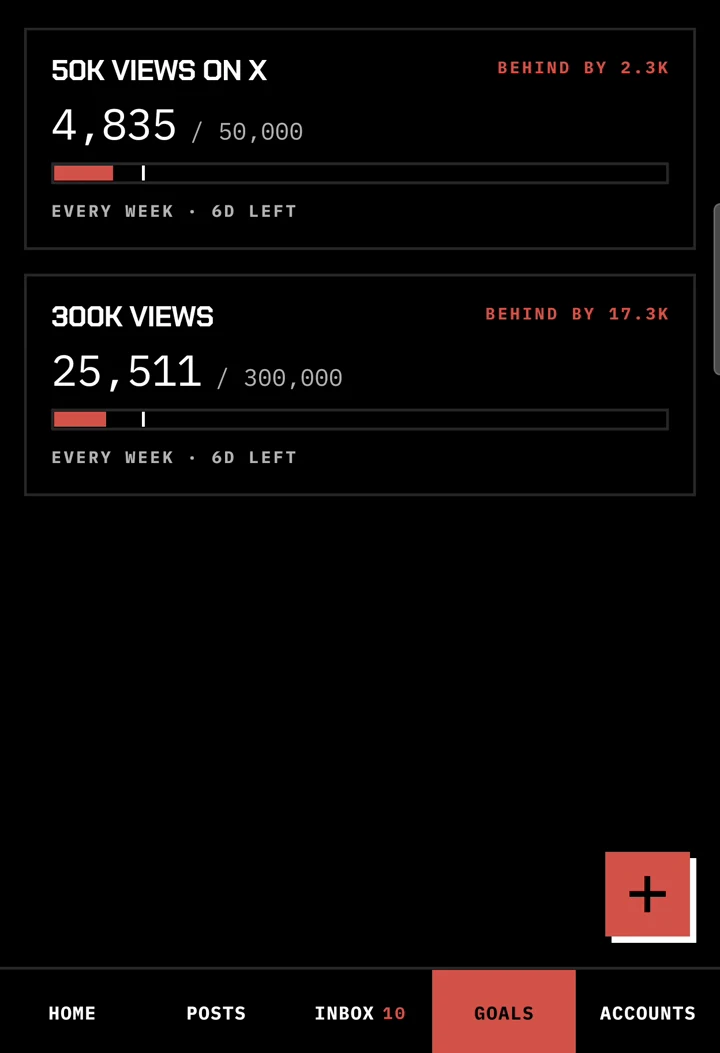 50K VIEWS ON X
BEHIND BY 2.3K
4,835 / 50,000
EVERY WEEK · 6D LEFT
300K VIEWS
BEHIND BY 17.3K
25,511 / 300,000
EVERY WEEK · 6D LEFT
+
HOME
POSTS
INBOX 10
GOALS
ACCOUNTS